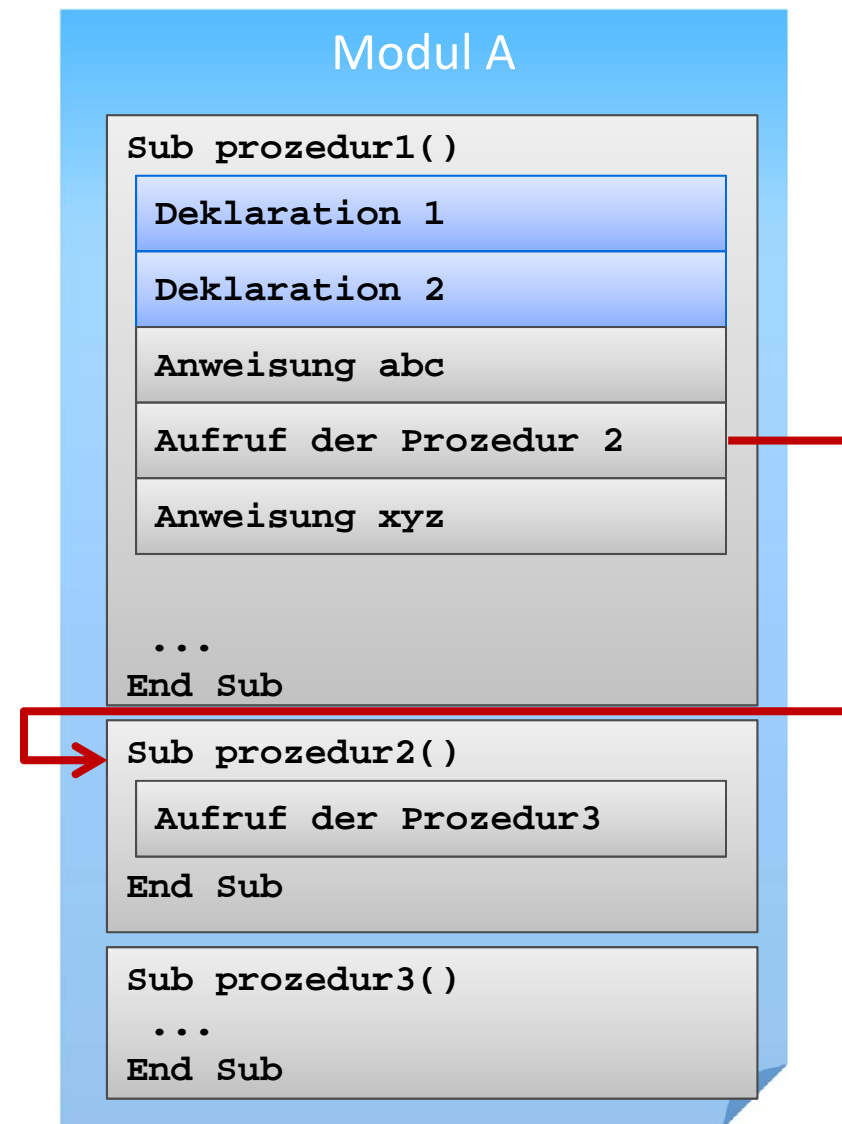 Modul A
Sub prozedur1()
Deklaration 1
Deklaration 2
Anweisung abc
Aufruf der Prozedur 2
Anweisung xyz
...
End Sub
Sub prozedur2()
Aufruf der Prozedur3
End Sub
Sub prozedur3()
...
End Sub